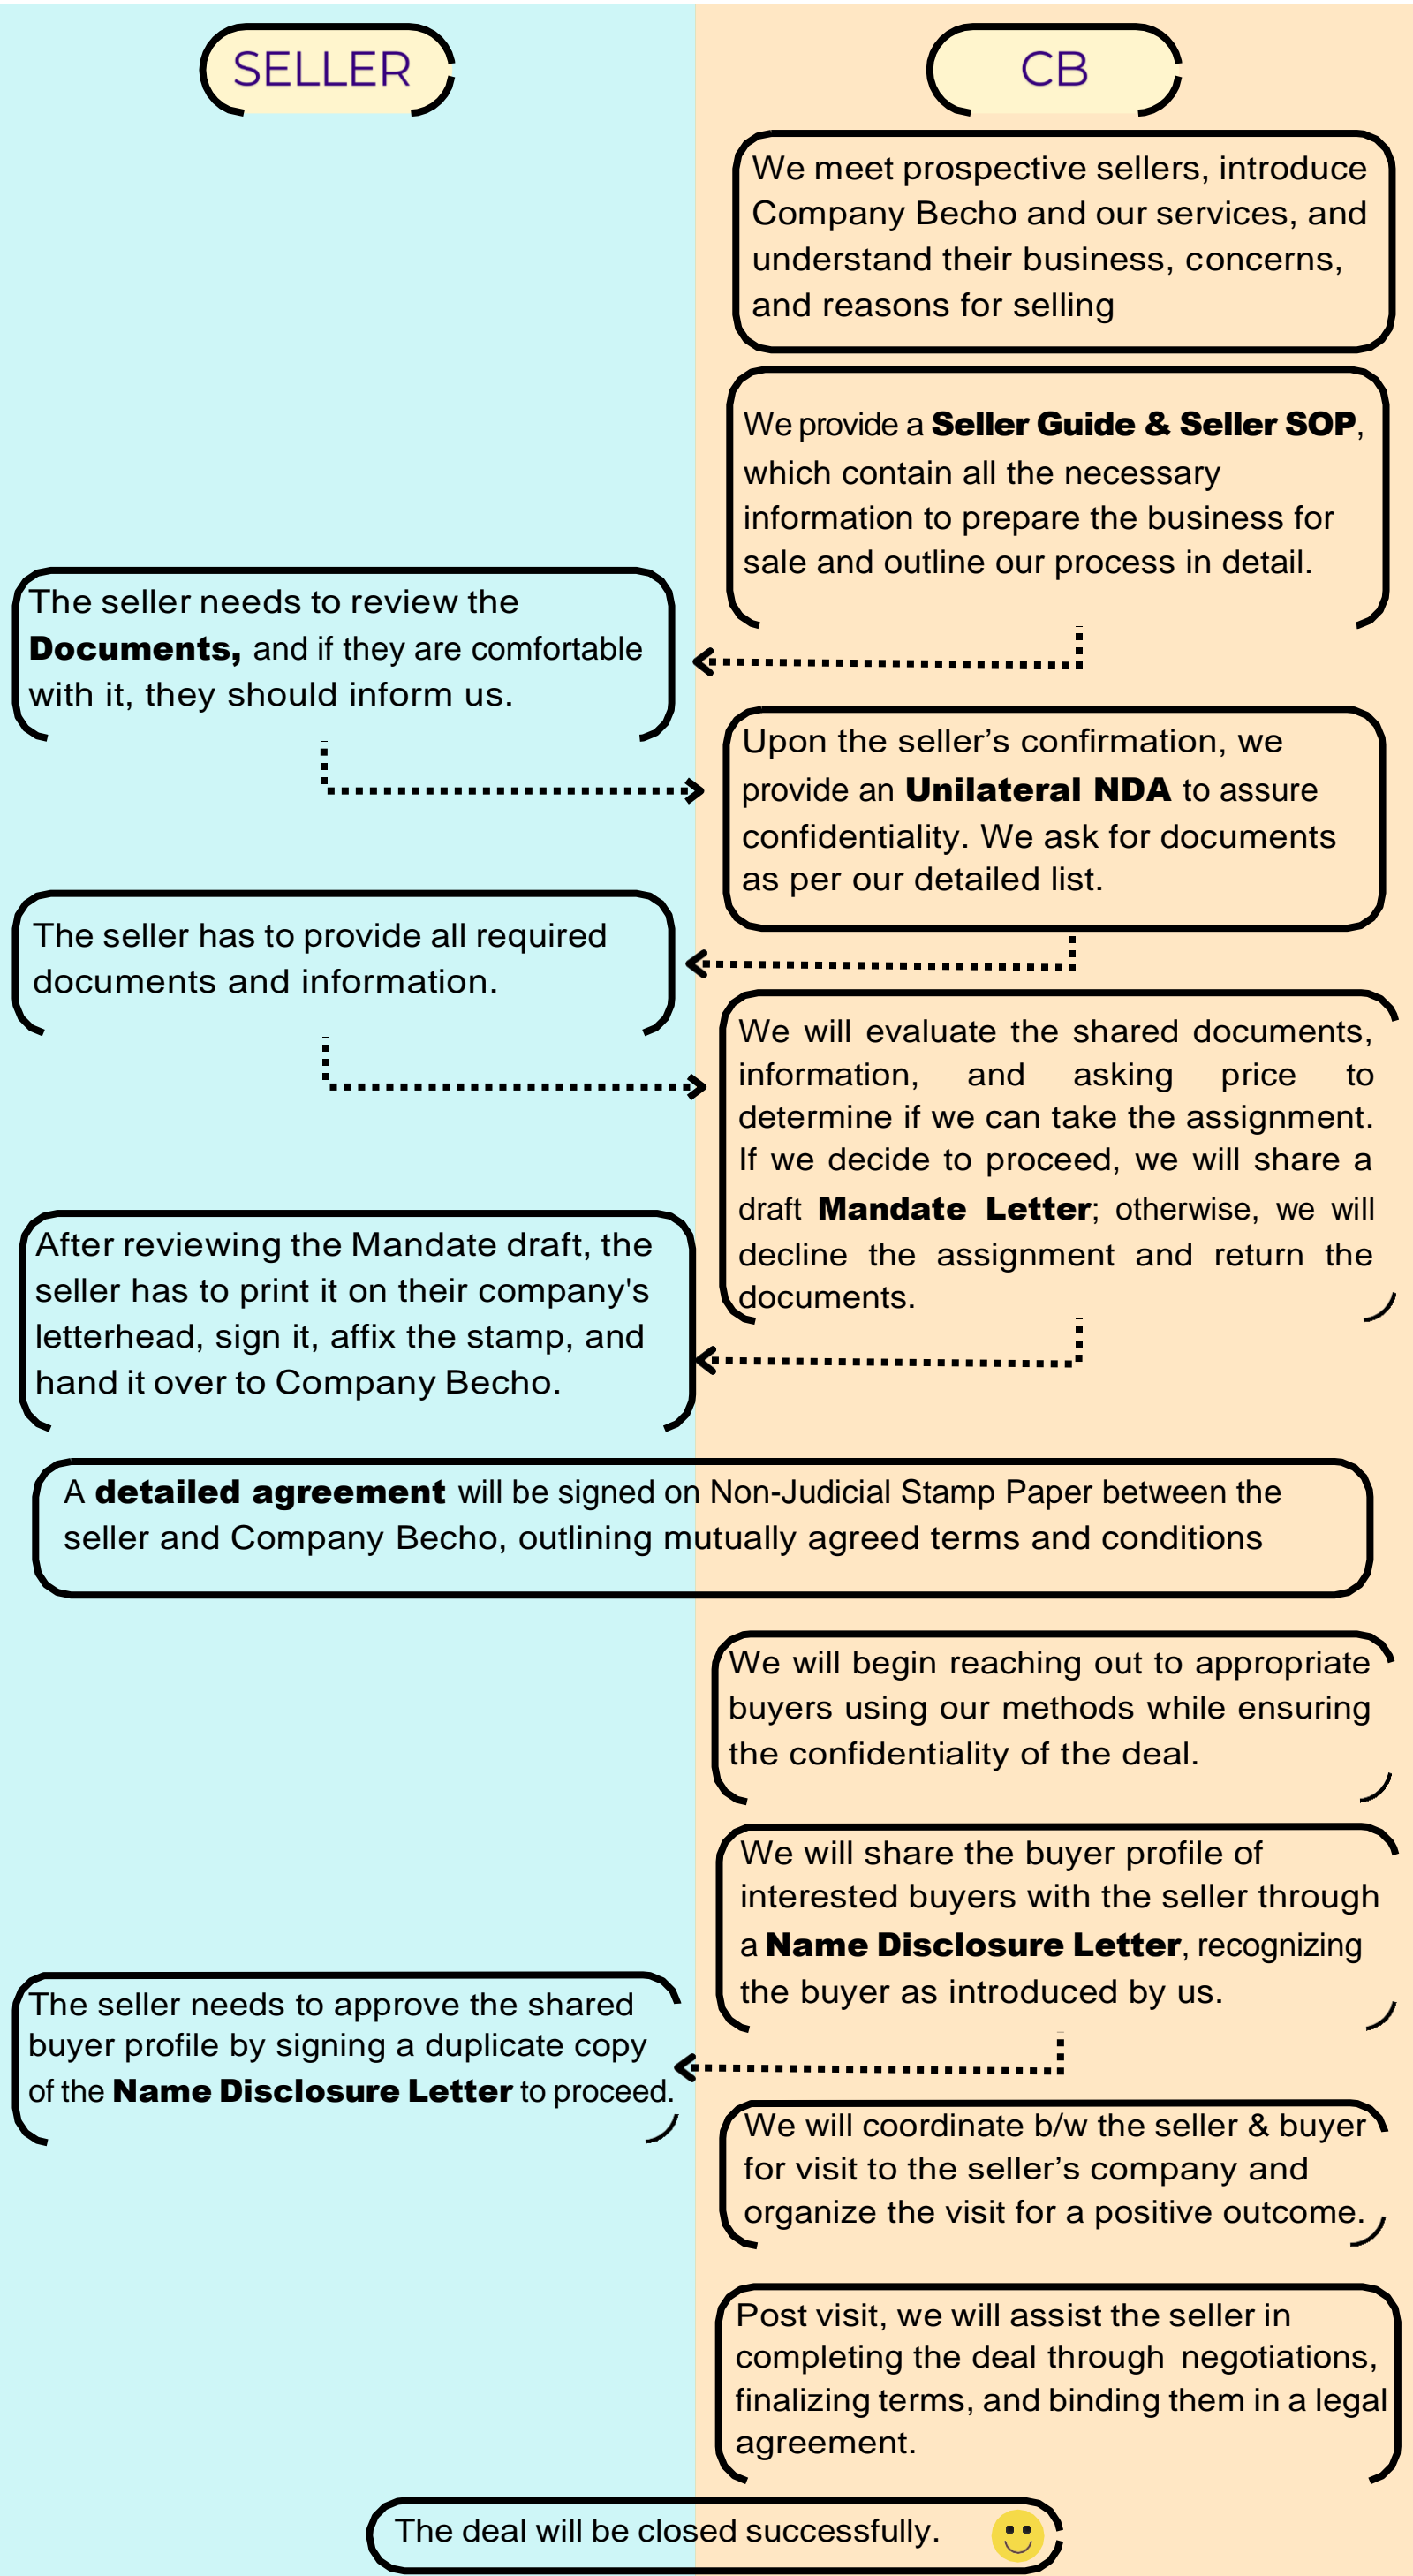 SELLER
CB
We meet prospective sellers, introduce
Company Becho and our services, and
understand their business, concerns,
and reasons for selling
We provide a Seller Guide & Seller SOP,
which contain all the necessary
information to prepare the business for
sale and outline our process in detail.
The seller needs to review the
Documents, and if they are comfortable
with it, they should inform us.
Upon the seller’s confirmation, we
provide an Unilateral NDA to assure
confidentiality. We ask for documents
as per our detailed list.
The seller has to provide all required
documents and information.
We will evaluate the shared documents,
information, and asking price to
determine if we can take the assignment.
If we decide to proceed, we will share a
draft Mandate Letter; otherwise, we will
decline the assignment and return the
documents.
After reviewing the Mandate draft, the
seller has to print it on their company's
letterhead, sign it, affix the stamp, and
hand it over to Company Becho.
A detailed agreement will be signed on Non-Judicial Stamp Paper between the
seller and Company Becho, outlining mutually agreed terms and conditions
We will begin reaching out to appropriate
buyers using our methods while ensuring
the confidentiality of the deal.
We will share the buyer profile of
interested buyers with the seller through
a Name Disclosure Letter, recognizing
the buyer as introduced by us.
The seller needs to approve the shared
buyer profile by signing a duplicate copy
of the Name Disclosure Letter to proceed.
We will coordinate b/w the seller & buyer
for visit to the seller’s company and
organize the visit for a positive outcome.
Post visit, we will assist the seller in
completing the deal through negotiations,
finalizing terms, and binding them in a legal
agreement.
The deal will be closed successfully.